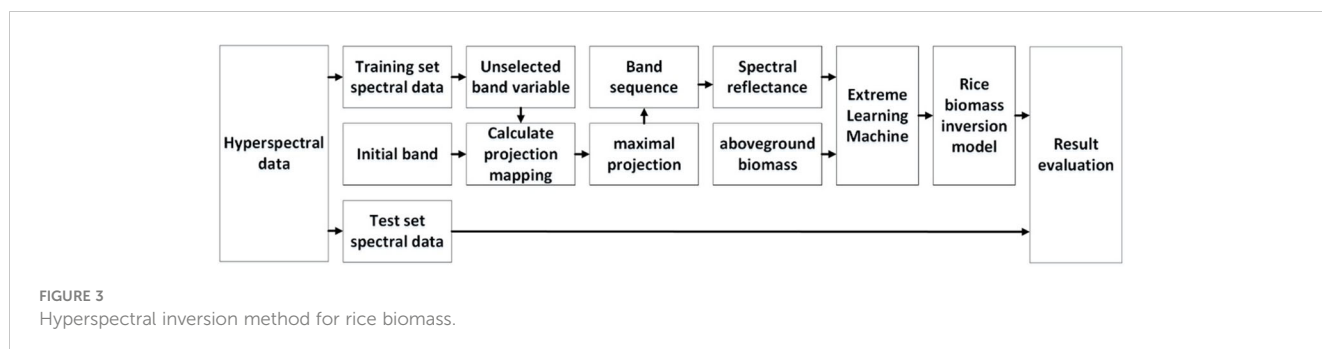 Hyperspectral
data
Training set
spectral data
Unselected
band variable
Band
sequence
Spectral
reflectance
Initial band
Calculate
projection
mapping
maximal
projection
aboveground
biomass
Extreme
Learning
Machine
Rice
biomass
inversion
model
Result
evaluation
Test set
spectral data
FIGURE 3
Hyperspectral inversion method for rice biomass.